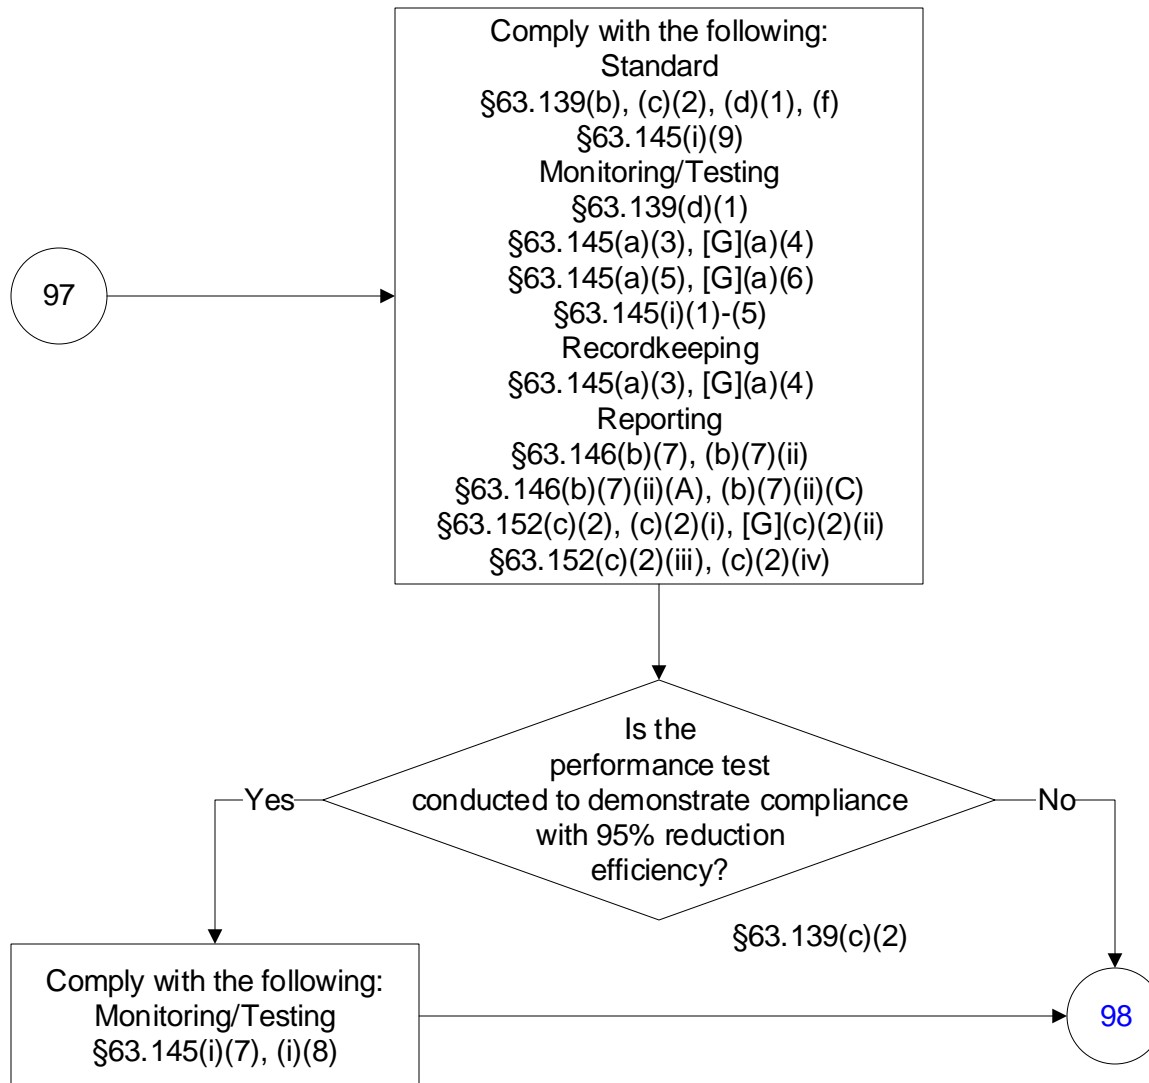 Comply with the following:
Standard
§63.139(b), (c)(2), (d)(1), (f)
§63.145(i)(9)
Monitoring/Testing
§63.139(d)(1)
§63.145(a)(3), [G](a)(4)
§63.145(a)(5), [G](a)(6)
§63.145(i)(1)-(5)
Recordkeeping
§63.145(a)(3), [G](a)(4)
Reporting
§63.146(b)(7), (b)(7)(ii)
§63.146(b)(7)(ii)(A), (b)(7)(ii)(C)
§63.152(c)(2), (c)(2)(i), [G](c)(2)(ii)
§63.152(c)(2)(iii), (c)(2)(iv)
97
Is the
performance test
conducted to demonstrate compliance
with 95% reduction
efficiency?
Yes
No
§63.139(c)(2)
Comply with the following:
Monitoring/Testing
§63.145(i)(7), (i)(8)
98